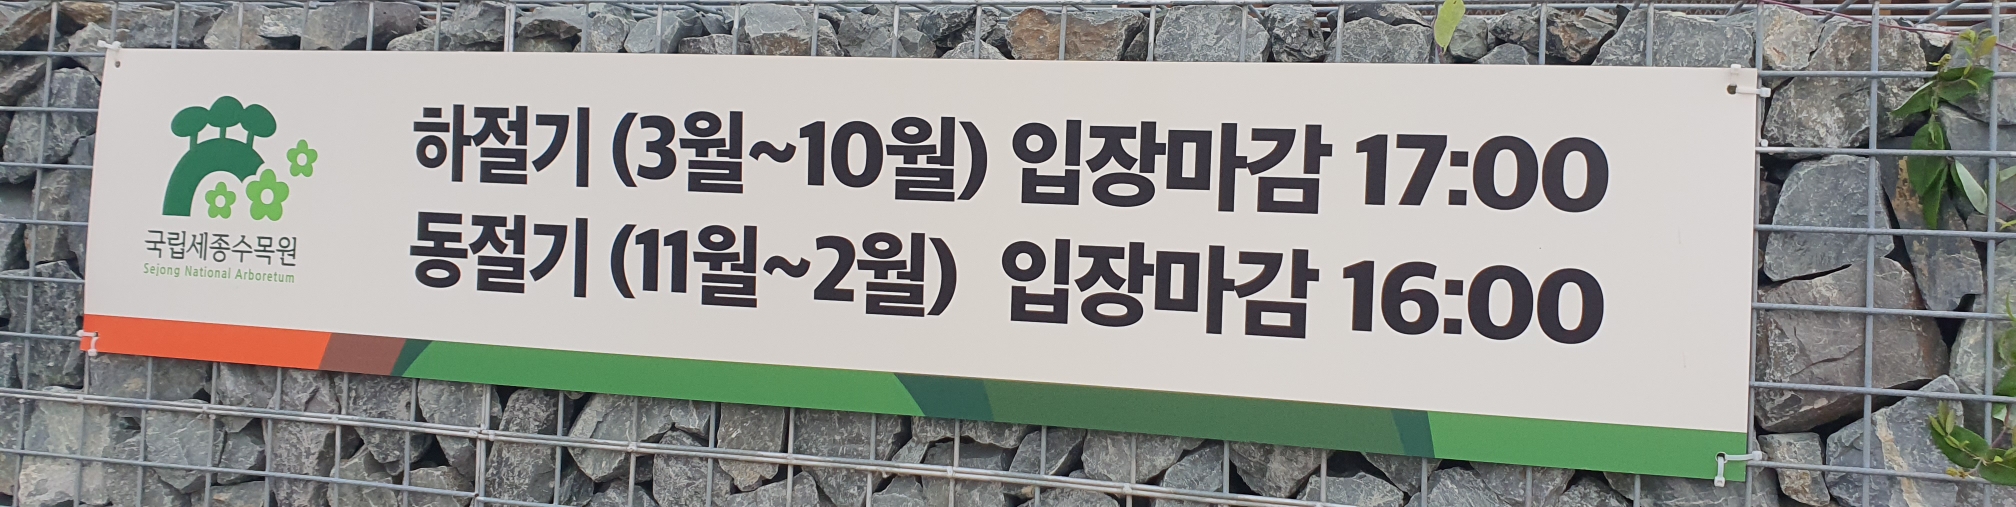 국립세종수목원
Sejong National Arboretum
하절기 (3월~10월) 입장마감 17:00
동절기 (11월~2월) 입장마감 16:00